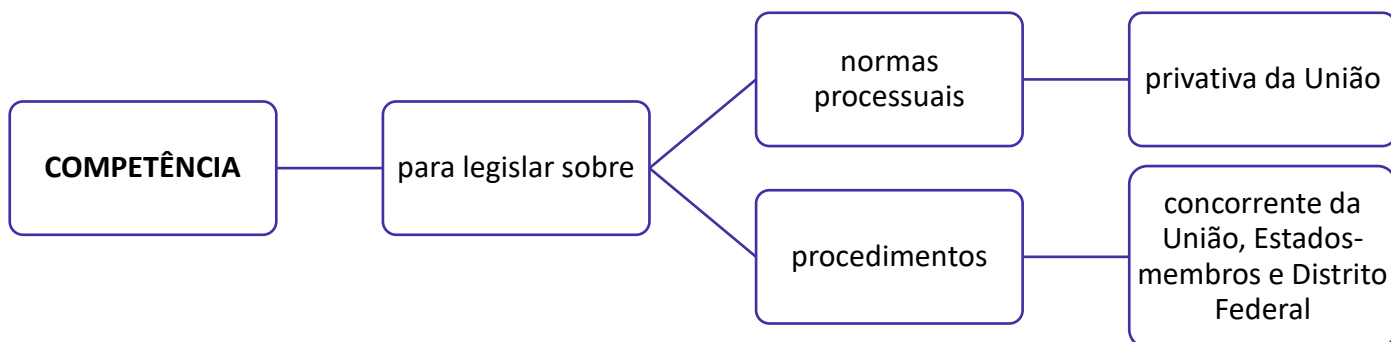 COMPETÊNCIA
para legislar sobre
normas
processuais
privativa da União
procedimentos
concorrente da
União, Estados-
membros e Distrito
Federal